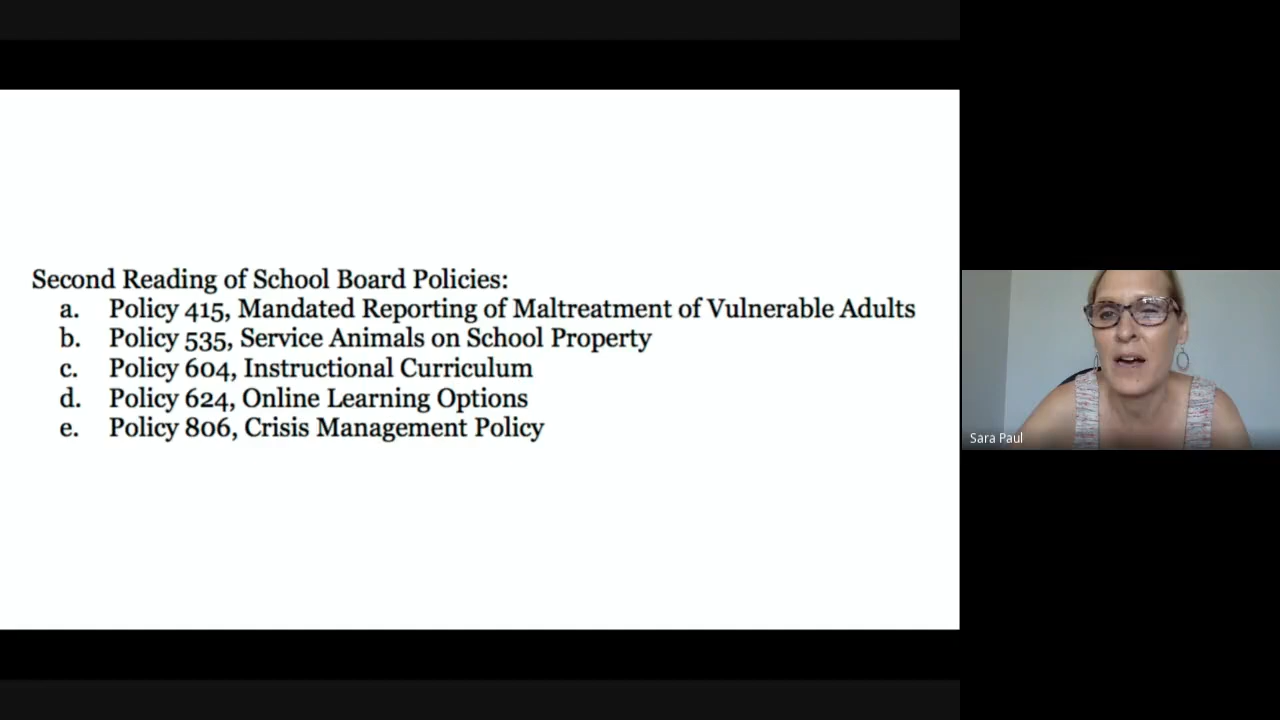 Second Reading of School Board Policies:
a. Policy 415, Mandated Reporting of Maltreatment of Vulnerable Adults
b. Policy 535, Service Animals on School Property
c. Policy 604, Instructional Curriculum
d. Policy 624, Online Learning Options
e. Policy 806, Crisis Management Policy
Sara Paul